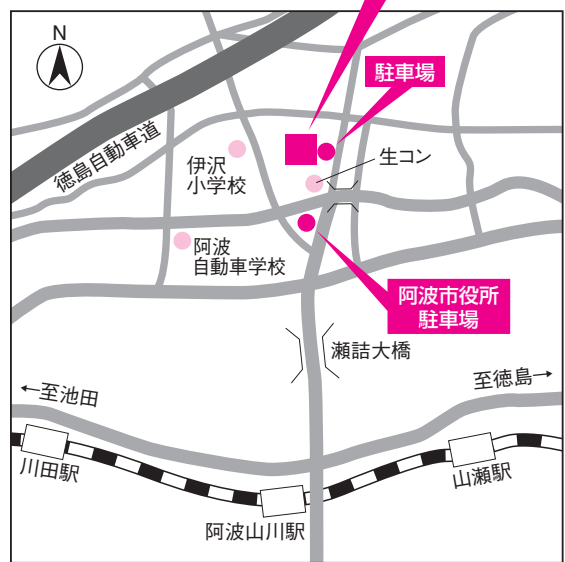 N
駐車場
徳島自動車道
伊沢
小学校
生コン
阿波
自動車学校
阿波市役所
駐車場
瀬詰大橋
←至池田
至徳島→
川田駅
山瀬駅
阿波山川駅